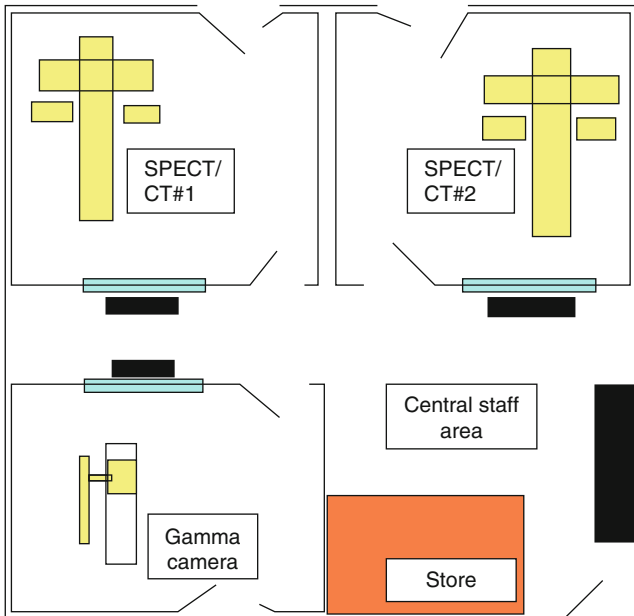 SPECT/
CT#1
SPECT/
CT#2
Central staff
area
Gamma
camera
Store